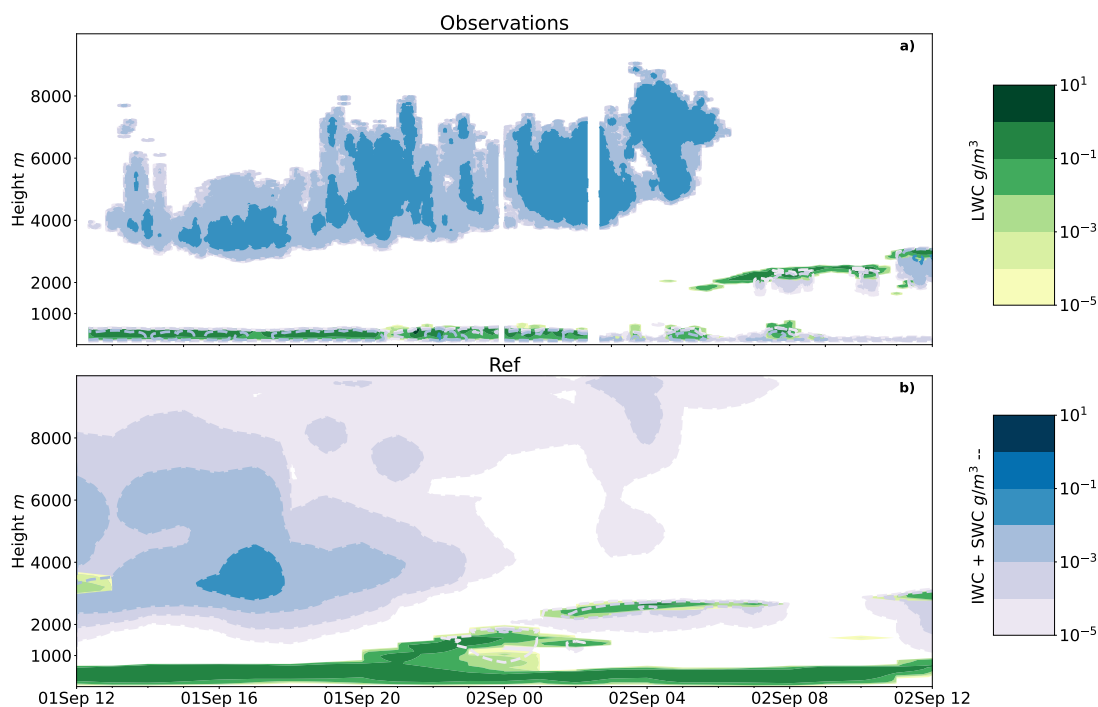 Observations
a)
Height m
8000
6000
4000
2000
1000
10^1
10^-1
10^-3
10^-5
LWC g/m^3
Ref
b)
Height m
8000
6000
4000
2000
1000
01Sep 12
01Sep 16
01Sep 20
02Sep 00
02Sep 04
02Sep 08
02Sep 12
10^1
10^-1
10^-3
10^-5
IWC + SWC g/m^3 --